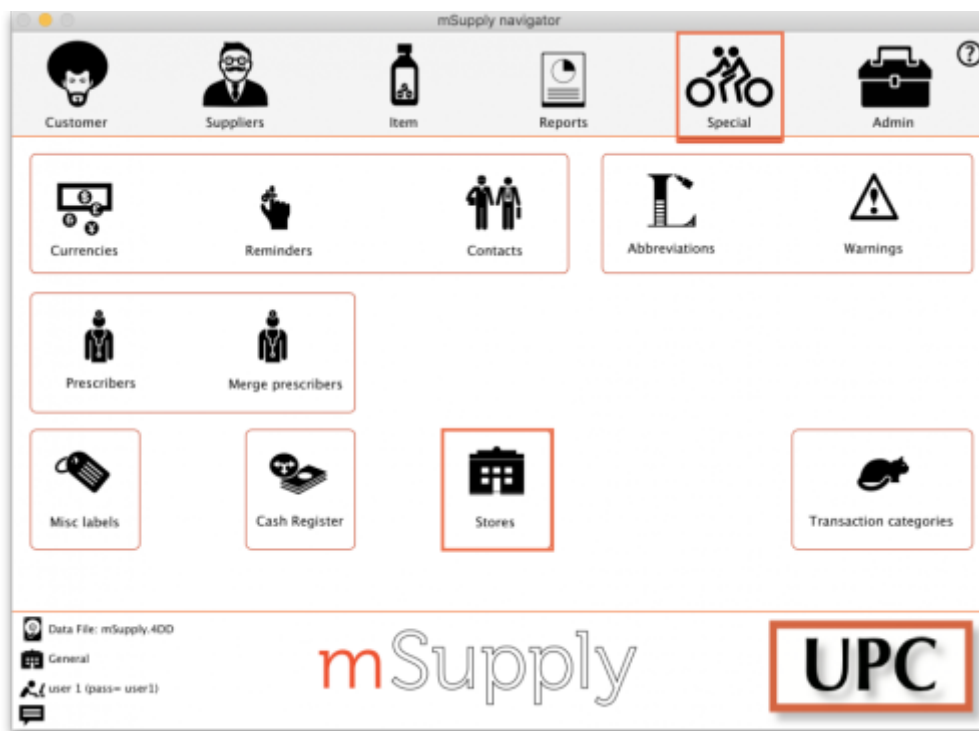 mSupply navigator
Customer Suppliers Item Reports Special Admin ?
Currencies Reminders Contacts Abbreviations Warnings
Prescribers Merge prescribers
Misc labels Cash Register Stores Transaction categories
Data File: mSupply.4DD
General
user 1 (pass= user1)
mSupply
UPC